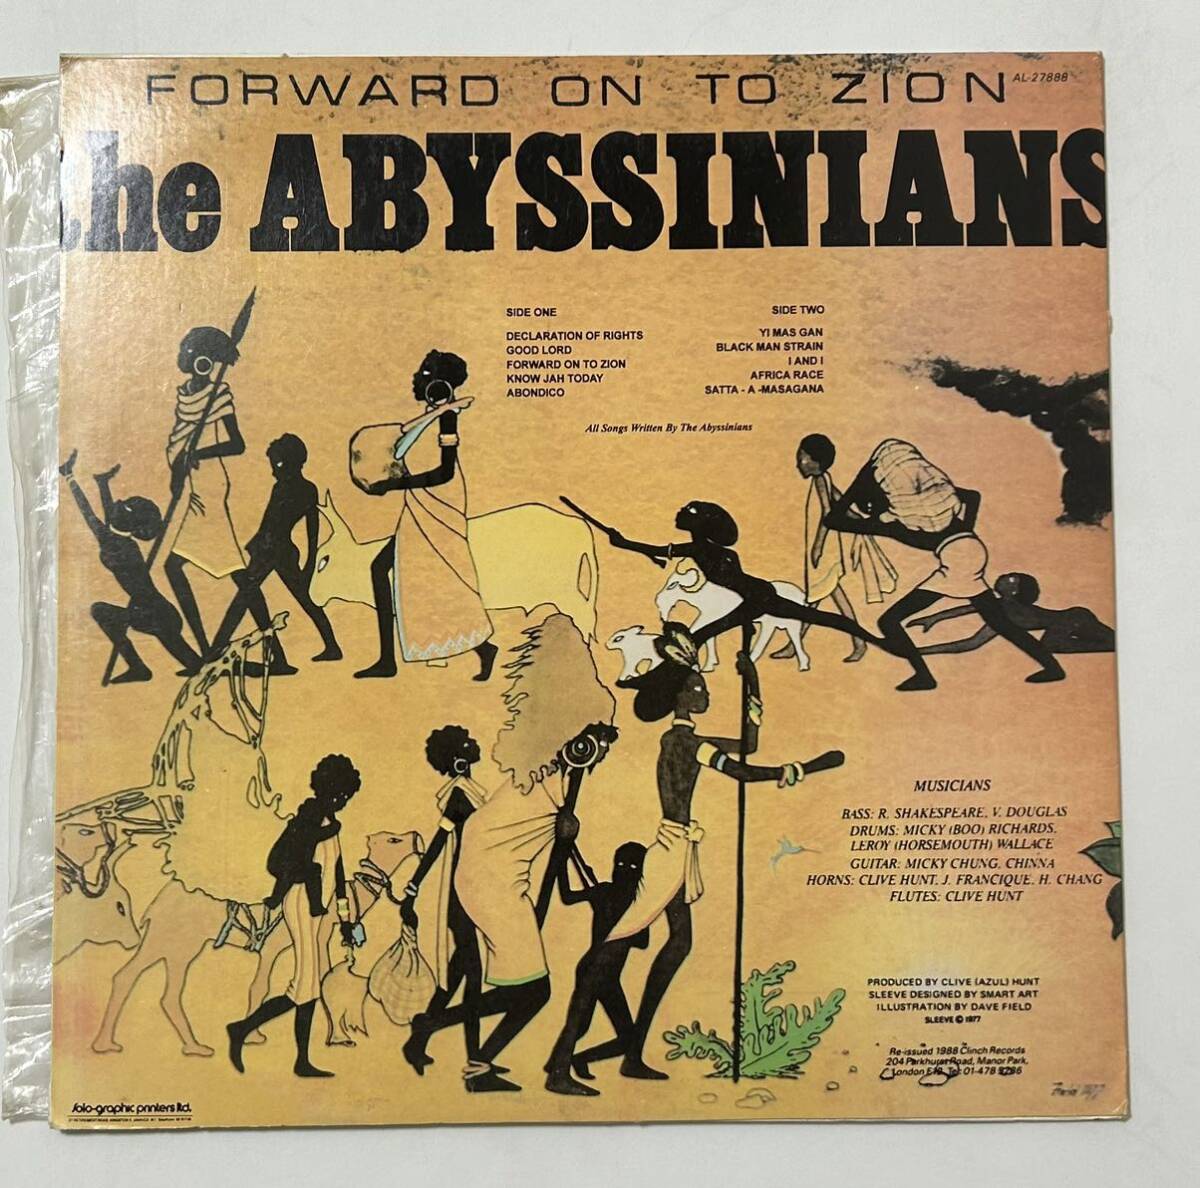 FORWARD ON TO ZION
AL-27888
the ABYSSINIANS
SIDE ONE
DECLARATION OF RIGHTS
GOOD LORD
FORWARD ON TO ZION
KNOW JAH TODAY
ABONDICO
SIDE TWO
YI MAS GAN
BLACK MAN STRAIN
I AND I
AFRICA RACE
SATTA - A -MASAGANA
All Songs Written By The Abyssinians
MUSICIANS
BASS: R. SHAKESPEARE, V. DOUGLAS
DRUMS: MICKY (BOO) RICHARDS,
LEROY (HORSEMOUTH) WALLACE
GUITAR: MICKY CHUNG, CHINNA
HORNS: CLIVE HUNT, J. FRANCIQUE, H. CHANG
FLUTES: CLIVE HUNT
PRODUCED BY CLIVE (AZUL) HUNT
SLEEVE DESIGNED BY SMART ART
ILLUSTRATION BY DAVE FIELD
SLEEVE © 1977
Re-issued 1988 Clinch Records
204 Parkhurst Road, Manor Park,
London E12. Tel: 01-478
solo-graphic printers ltd.